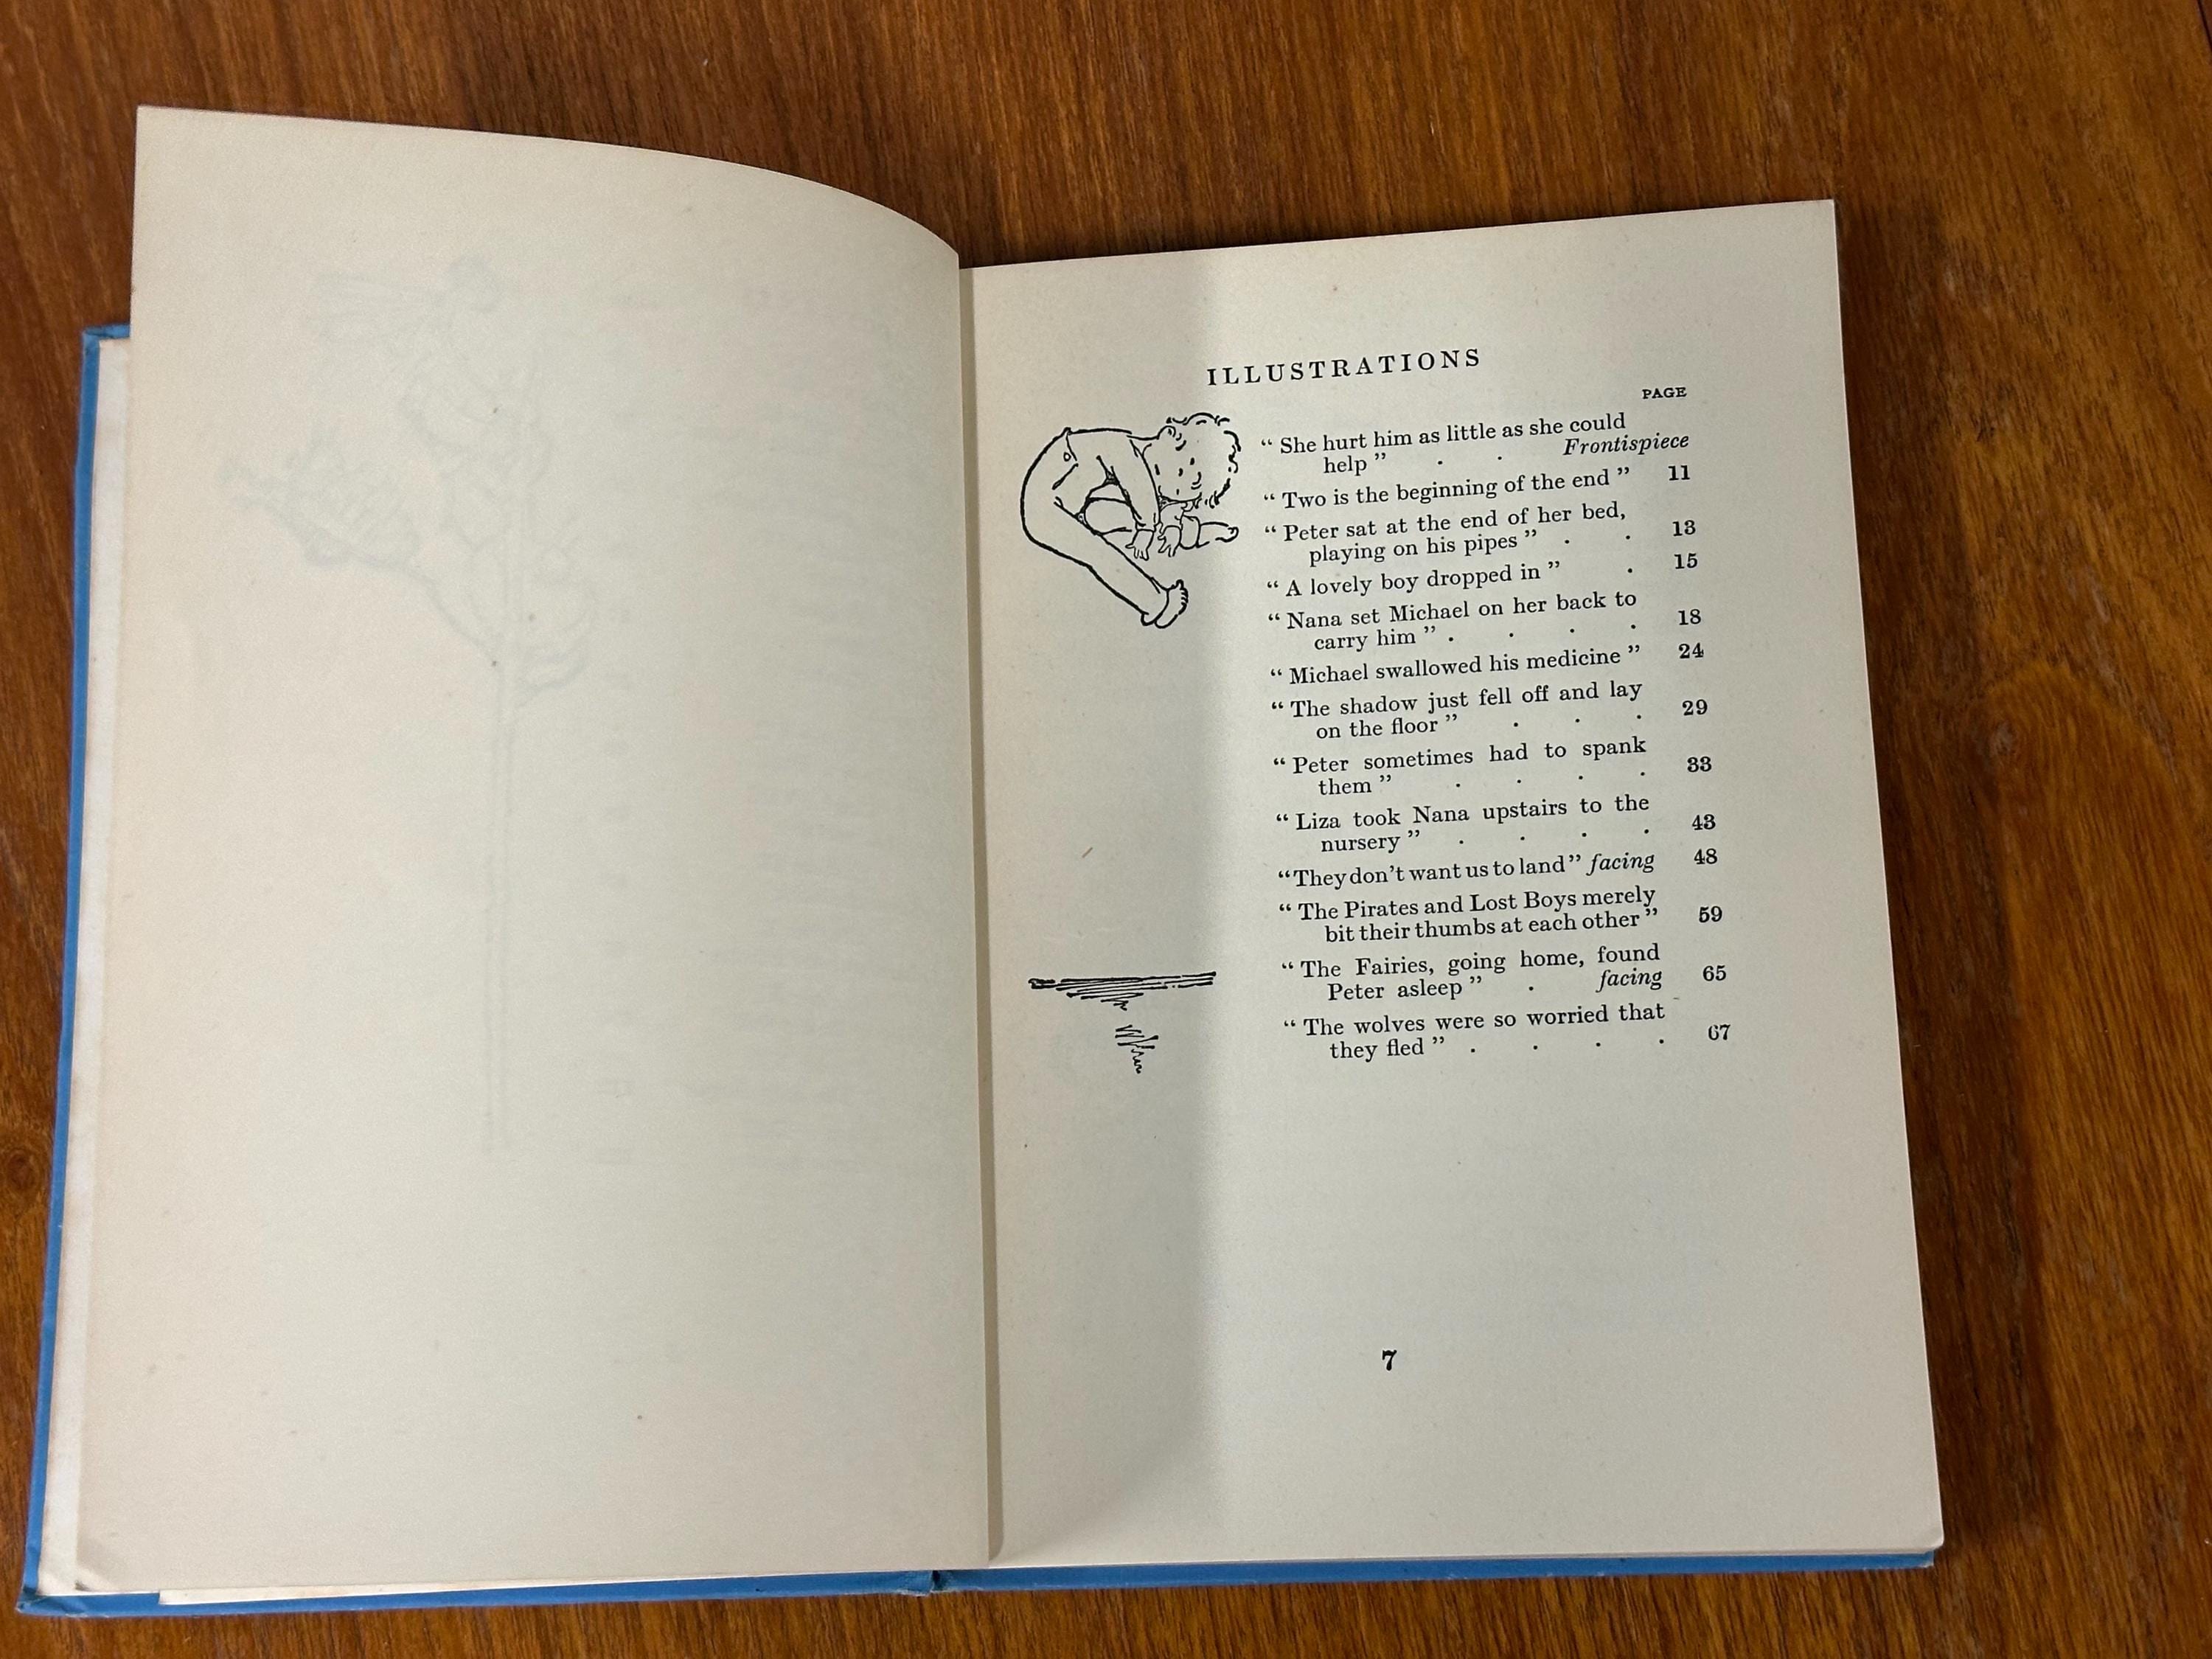 ILLUSTRATIONS
PAGE
“ She hurt him as little as she could
help ” . . Frontispiece
“ Two is the beginning of the end ” 11
“ Peter sat at the end of her bed,
playing on his pipes ” . . 13
“ A lovely boy dropped in ” . 15
“ Nana set Michael on her back to
carry him ” . . . . 18
“ Michael swallowed his medicine ” 24
“ The shadow just fell off and lay
on the floor ” . . . 29
“ Peter sometimes had to spank
them ” . . . . 33
“ Liza took Nana upstairs to the
nursery ” . . . . 43
“They don’t want us to land” facing 48
“ The Pirates and Lost Boys merely
bit their thumbs at each other ” 59
“ The Fairies, going home, found
Peter asleep ” . facing 65
“ The wolves were so worried that
they fled ” . . . . 67
7